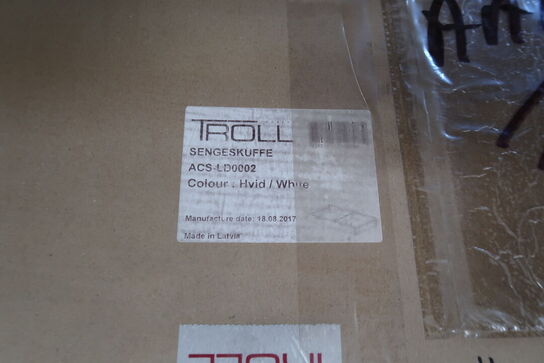 TROLL
SENGESKUFFE
ACS-LD0002
Colour : Hvid / White
Manufacture date: 18.08.2017
Made in Latvia
TROLL